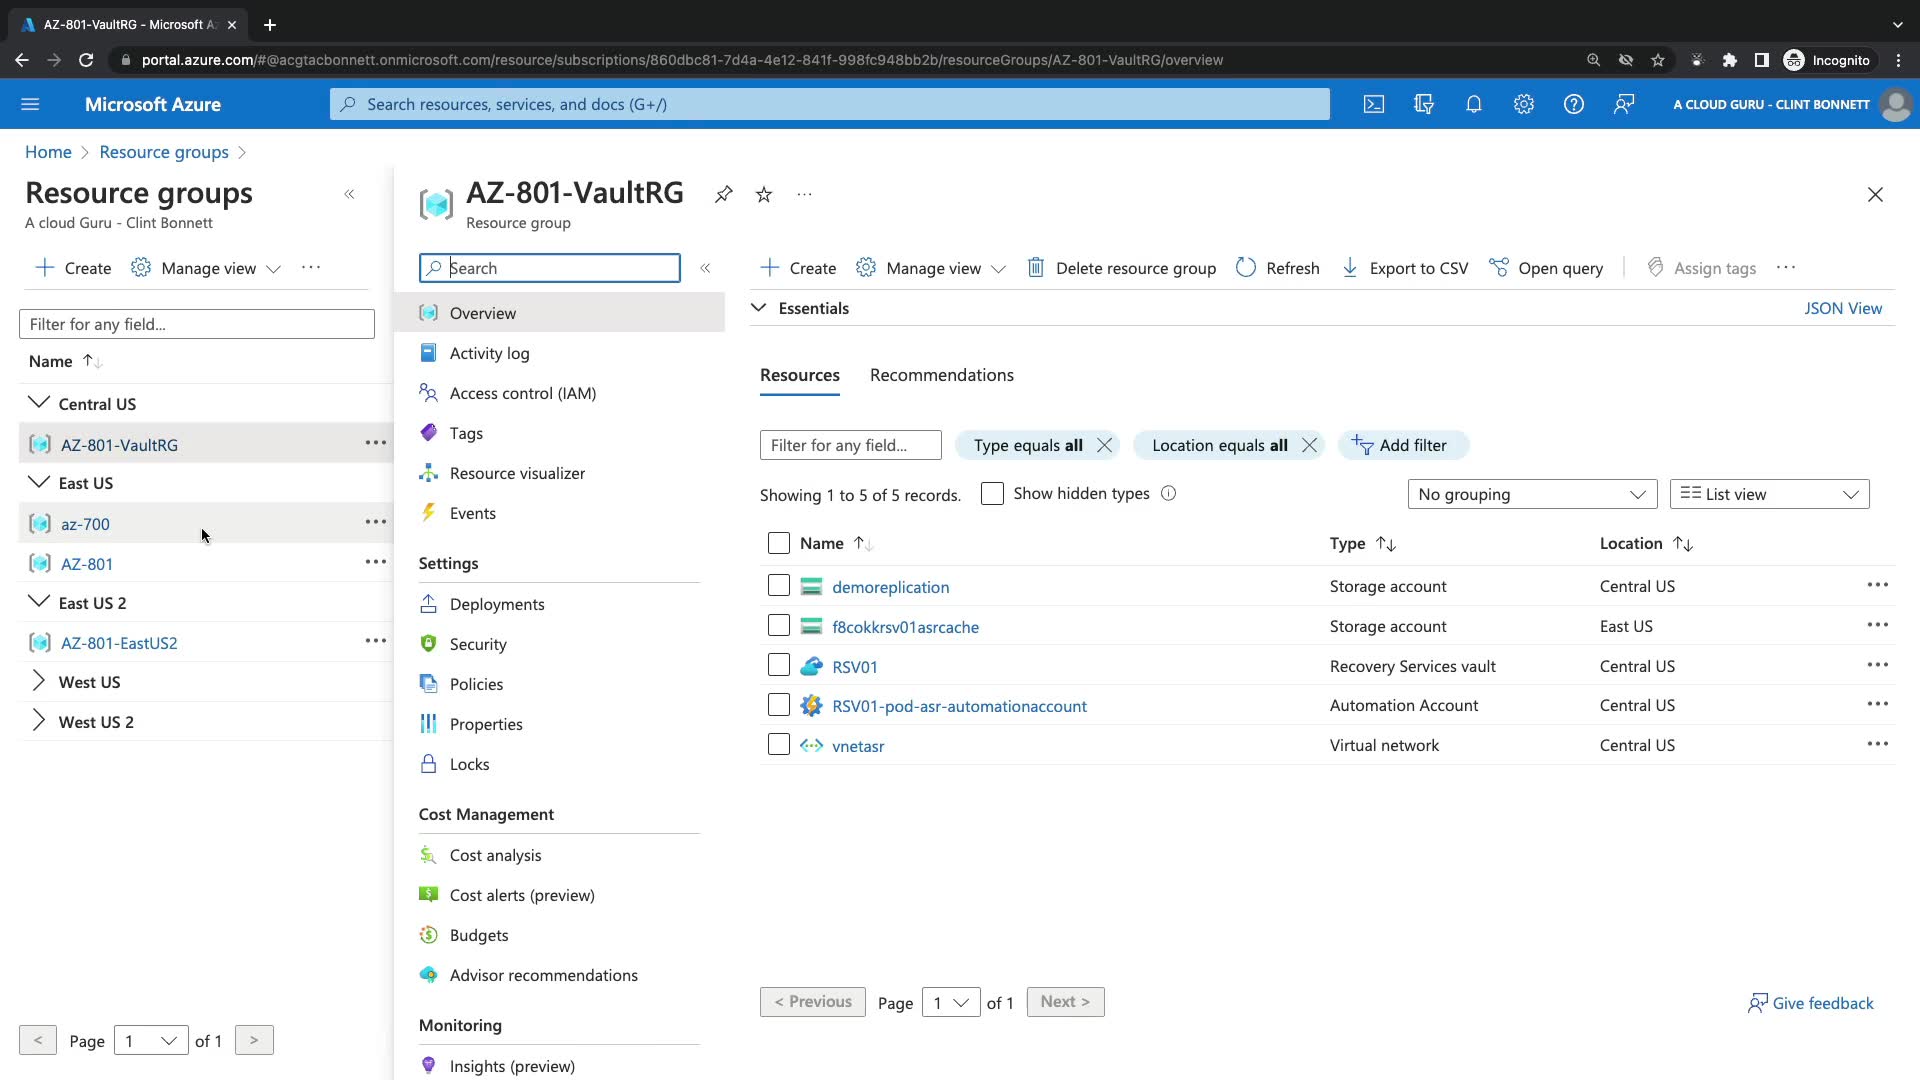 AZ-801-VaultRG - Microsoft A
portal.azure.com/#@acgtacbonnett.onmicrosoft.com/resource/subscriptions/860dbc81-7d4a-4e12-841f-998fc948bb2b/resourceGroups/AZ-801-VaultRG/overview
Incognito
Microsoft Azure
Search resources, services, and docs (G+/)
A CLOUD GURU - CLINT BONNETT
Home > Resource groups >
Resource groups
A cloud Guru - Clint Bonnett
+ Create
Manage view
...
Filter for any field...
Name
Central US
AZ-801-VaultRG
East US
az-700
AZ-801
East US 2
AZ-801-EastUS2
West US
West US 2
< Page 1 of 1 >
AZ-801-VaultRG
Resource group
Search
Overview
Activity log
Access control (IAM)
Tags
Resource visualizer
Events
Settings
Deployments
Security
Policies
Properties
Locks
Cost Management
Cost analysis
Cost alerts (preview)
Budgets
Advisor recommendations
Monitoring
Insights (preview)
+ Create
Manage view
Delete resource group
Refresh
Export to CSV
Open query
Assign tags
...
Essentials
JSON View
Resources
Recommendations
Filter for any field...
Type equals all
Location equals all
Add filter
Showing 1 to 5 of 5 records.
Show hidden types
No grouping
List view
Name Type Location
demoreplication Storage account Central US
f8cokkrsv01asrcache Storage account East US
RSV01 Recovery Services vault Central US
RSV01-pod-asr-automationaccount Automation Account Central US
vnetasr Virtual network Central US
< Previous Page 1 of 1 Next >
Give feedback